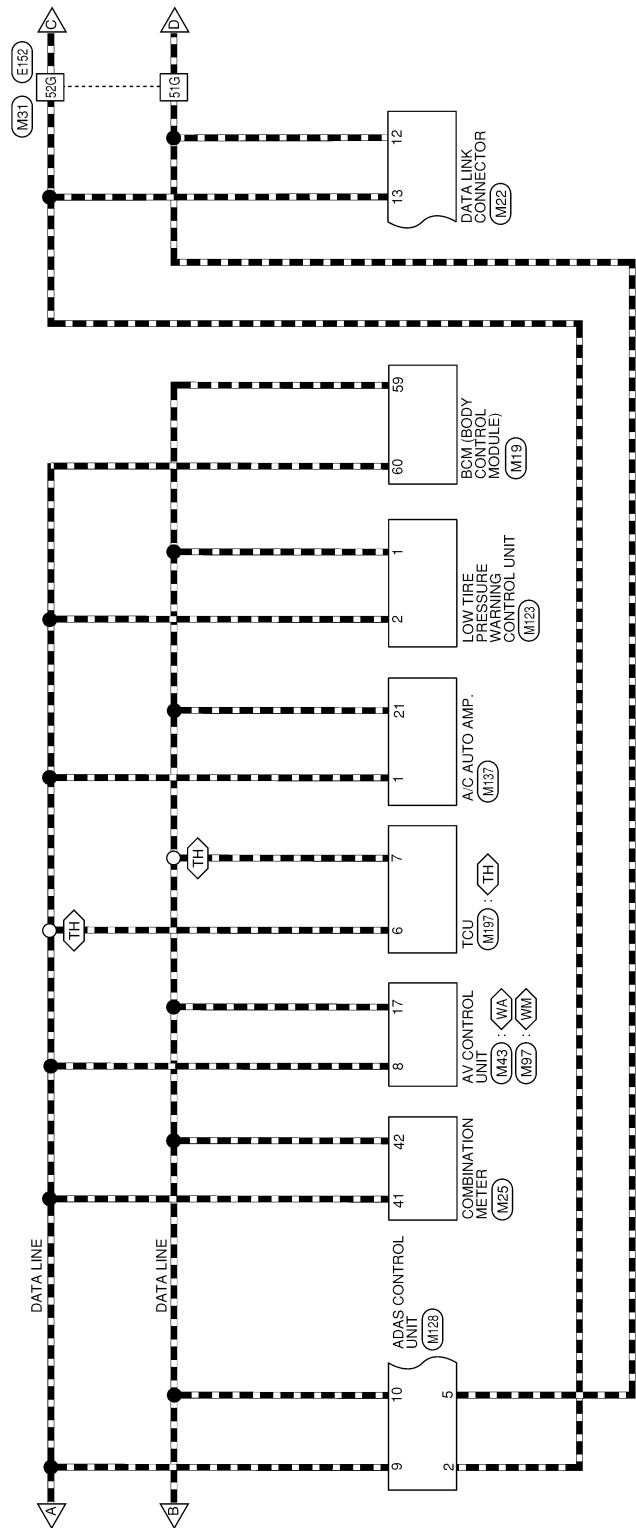 A
B
DATA LINE
DATA LINE
9
10
2
5
ADAS CONTROL
UNIT
M128
41
42
COMBINATION
METER
M25
8
17
AV CONTROL
UNIT
M43 : WA
M97 : WM
TH
TH
6
7
TCU
M197 : TH
1
21
A/C AUTO AMP.
M137
2
1
LOW TIRE
PRESSURE
WARNING
CONTROL UNIT
M123
60
59
BCM (BODY
CONTROL
MODULE)
M19
13
12
DATA LINK
CONNECTOR
M22
M31
E152
52G
51G
C
D